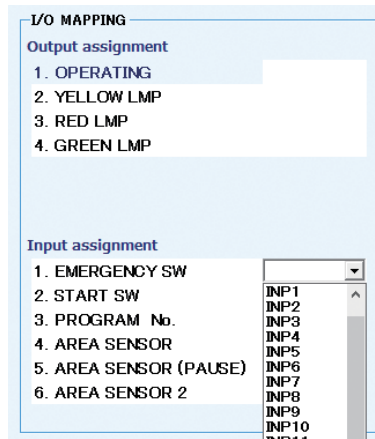 I/O MAPPING
Output assignment
1. OPERATING
2. YELLOW LMP
3. RED LMP
4. GREEN LMP
Input assignment
1. EMERGENCY SW
2. START SW
3. PROGRAM No.
4. AREA SENSOR
5. AREA SENSOR (PAUSE)
6. AREA SENSOR 2
INP1
INP2
INP3
INP4
INP5
INP6
INP7
INP8
INP9
INP10